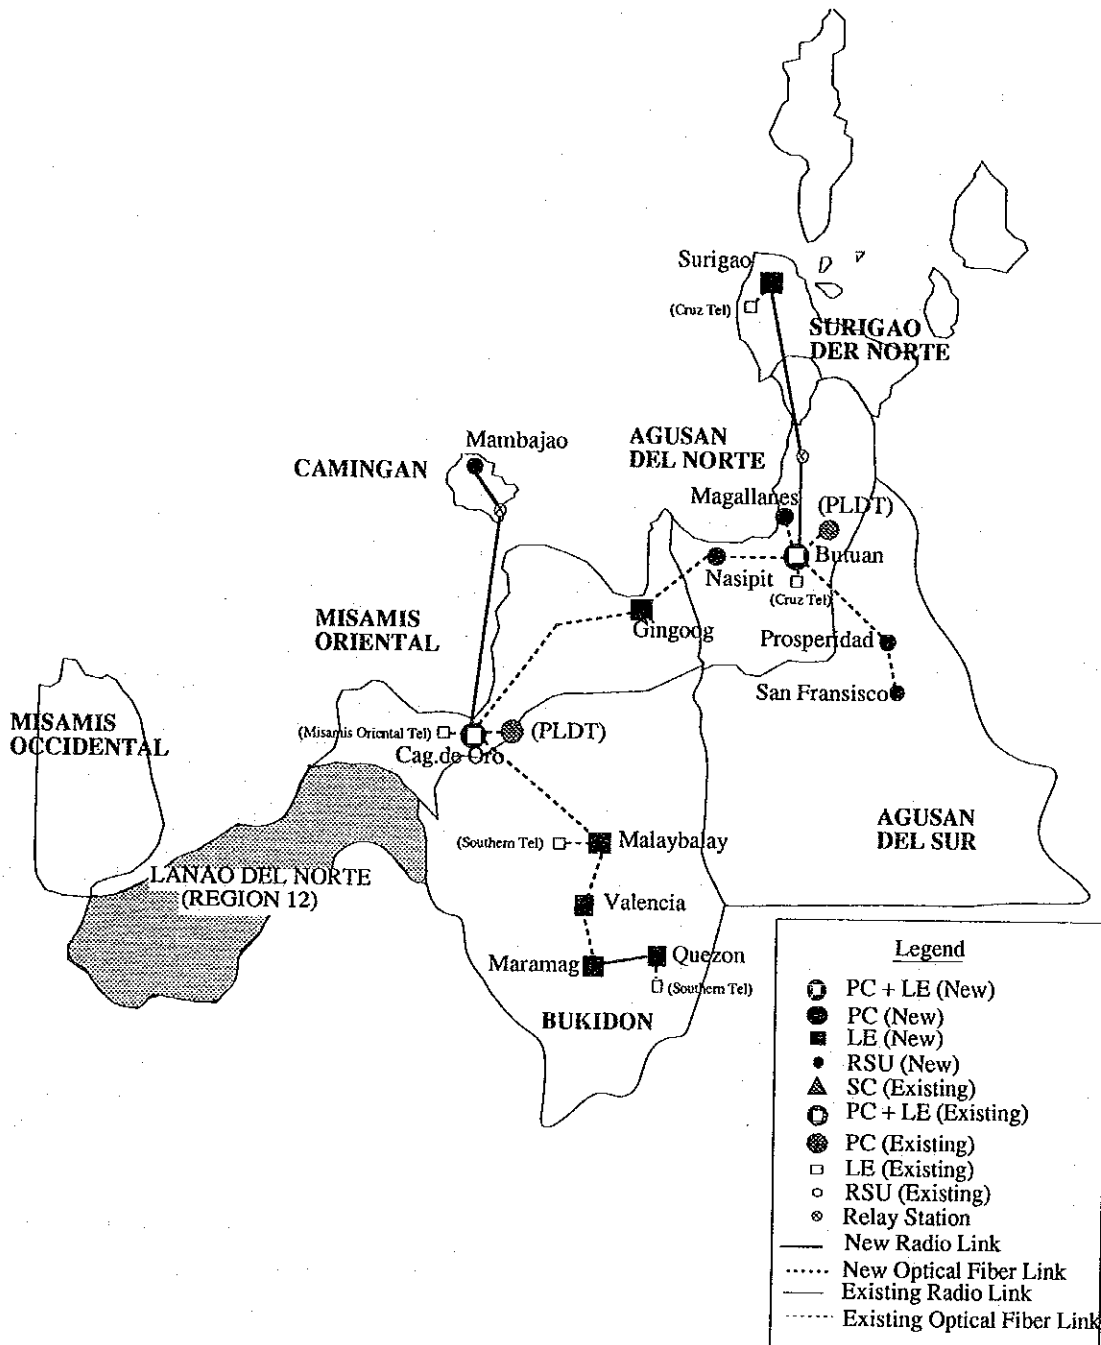 Surigao
(Cruz Tel)
SURIGAO
DER NORTE
Mambajao
CAMINGAN
AGUSAN
DEL NORTE
Magallanes
(PLDT)
Butuan
Nasipit
(Cruz Tel)
Gingoog
MISAMIS
ORIENTAL
Prosperidad
San Fransisco
MISAMIS
OCCIDENTAL
(Misamis Oriental Tel)
(PLDT)
Cag.de Oro
AGUSAN
DEL SUR
(Southern Tel)
Malaybalay
LANAO DEL NORTE
(REGION 12)
Valencia
Maramag
Quezon
(Southern Tel)
BUKIDON
Legend
PC + LE (New)
PC (New)
LE (New)
RSU (New)
SC (Existing)
PC + LE (Existing)
PC (Existing)
LE (Existing)
RSU (Existing)
Relay Station
New Radio Link
New Optical Fiber Link
Existing Radio Link
Existing Optical Fiber Link